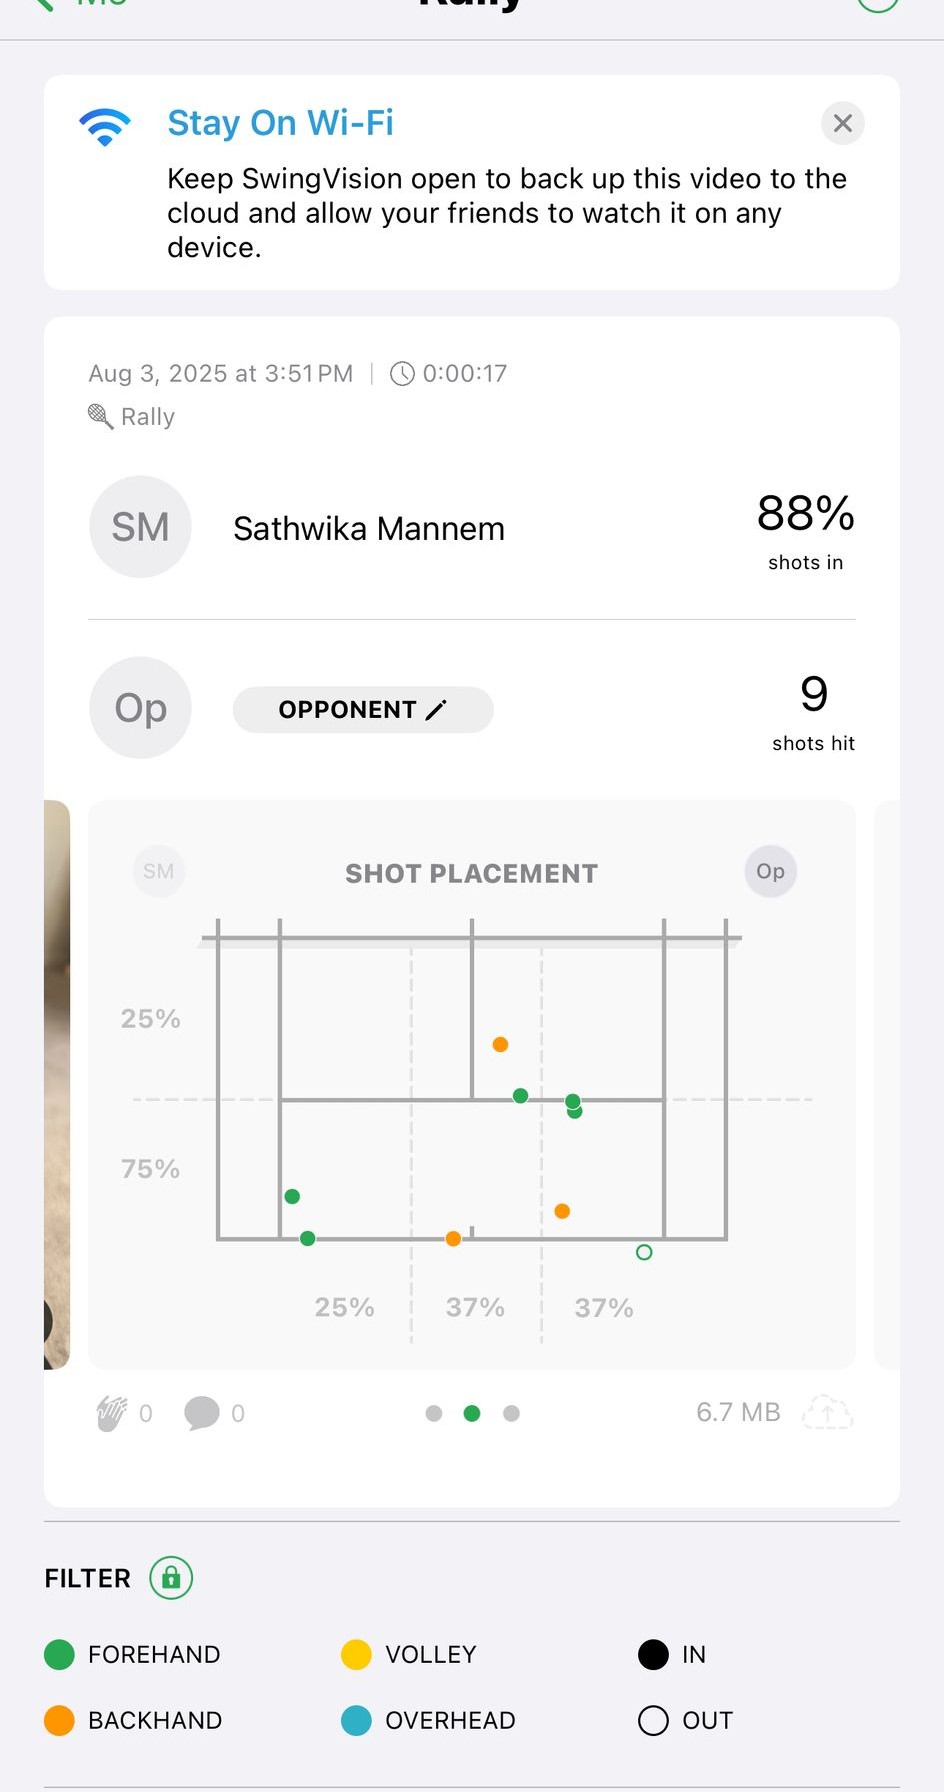 Me
Rally
Stay On Wi-Fi
Keep SwingVision open to back up this video to the
cloud and allow your friends to watch it on any
device.
Aug 3, 2025 at 3:51 PM | 0:00:17
Rally
SM Sathwika Mannem 88%
shots in
Op OPPONENT 9
shots hit
SM SHOT PLACEMENT Op
25%
75%
25% 37% 37%
0 0 6.7 MB
FILTER
FOREHAND VOLLEY IN
BACKHAND OVERHEAD OUT